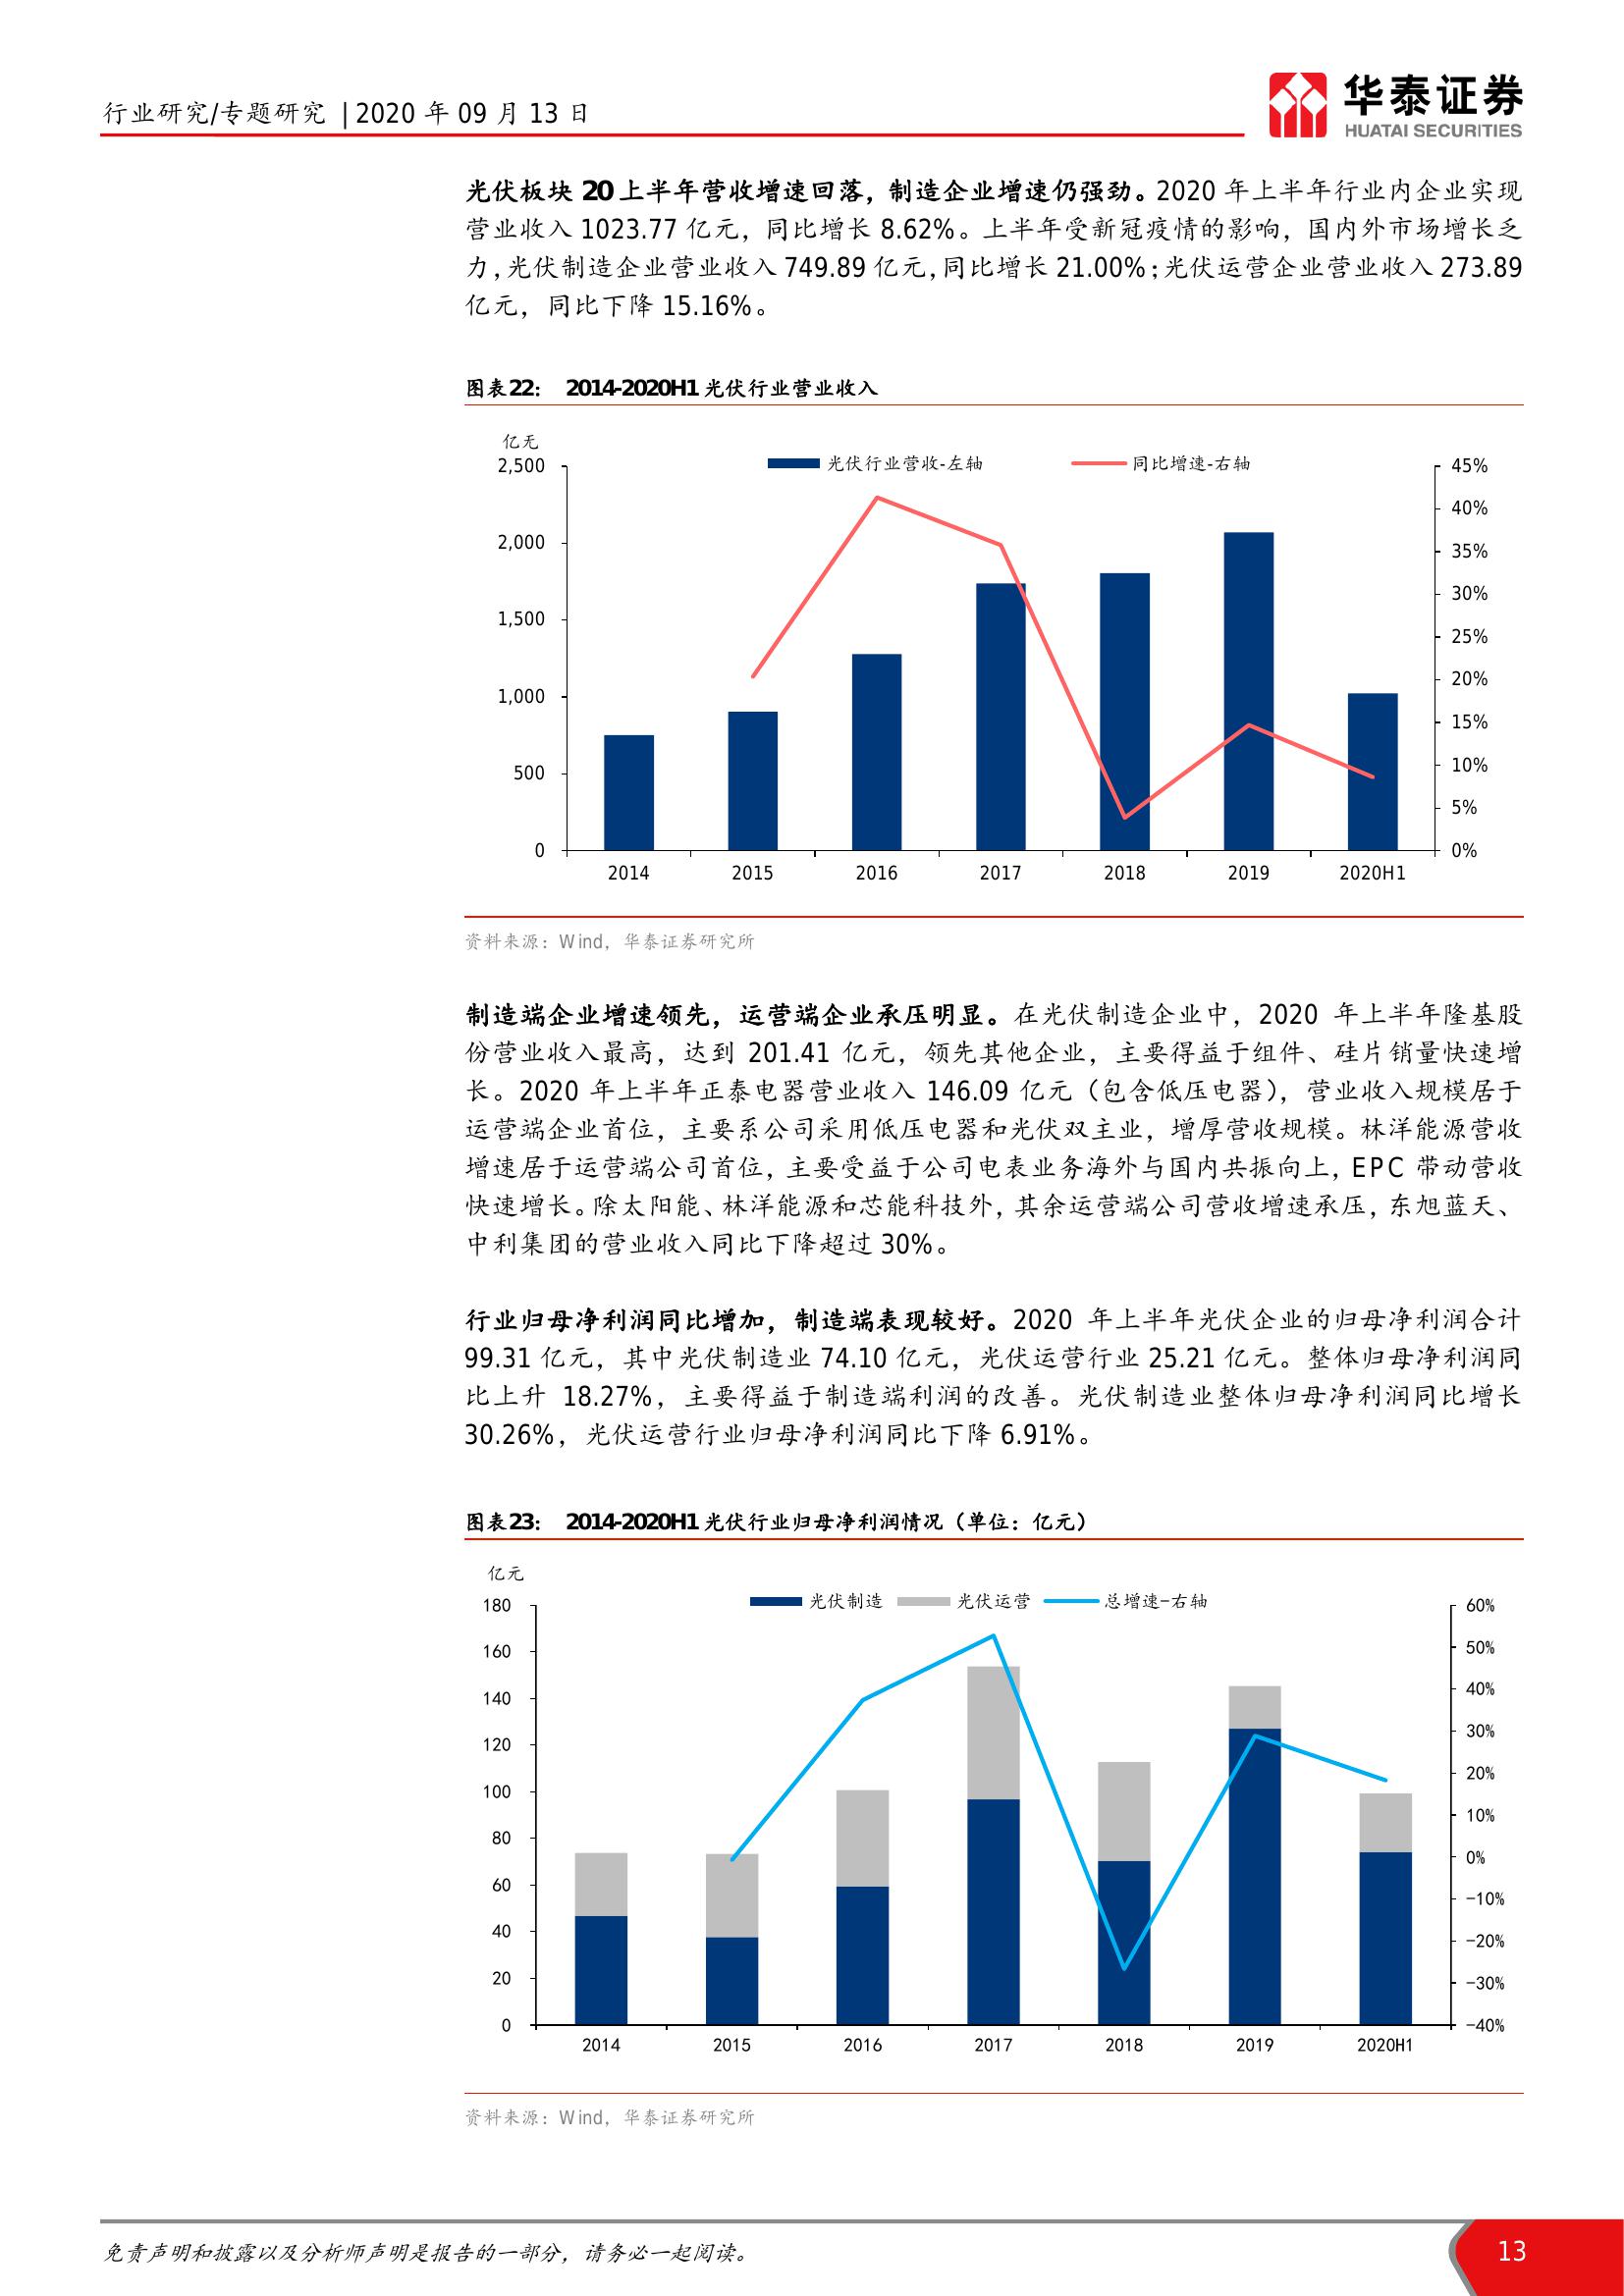 行业研究/专题研究 | 2020 年 09 月 13 日
华泰证券
HUATAI SECURITIES
光伏板块 20 上半年营收增速回落，制造企业增速仍强劲。2020 年上半年行业内企业实现
营业收入 1023.77 亿元，同比增长 8.62%。上半年受新冠疫情的影响，国内外市场增长乏
力，光伏制造企业营业收入 749.89 亿元，同比增长 21.00%；光伏运营企业营业收入 273.89
亿元，同比下降 15.16%。
图表22： 2014-2020H1 光伏行业营业收入
亿元
光伏行业营收-左轴 同比增速-右轴
2,500 45%
40%
2,000 35%
30%
1,500 25%
1,000 20%
15%
500 10%
5%
0 0%
2014 2015 2016 2017 2018 2019 2020H1
资料来源：Wind，华泰证券研究所
制造端企业增速领先，运营端企业承压明显。在光伏制造企业中，2020 年上半年隆基股
份营业收入最高，达到 201.41 亿元，领先其他企业，主要得益于组件、硅片销量快速增
长。2020 年上半年正泰电器营业收入 146.09 亿元（包含低压电器），营业收入规模居于
运营端企业首位，主要系公司采用低压电器和光伏双主业，增厚营收规模。林洋能源营收
增速居于运营端公司首位，主要受益于公司电表业务海外与国内共振向上，EPC 带动营收
快速增长。除太阳能、林洋能源和芯能科技外，其余运营端公司营收增速承压，东旭蓝天、
中利集团的营业收入同比下降超过 30%。
行业归母净利润同比增加，制造端表现较好。2020 年上半年光伏企业的归母净利润合计
99.31 亿元，其中光伏制造业 74.10 亿元，光伏运营行业 25.21 亿元。整体归母净利润同
比上升 18.27%，主要得益于制造端利润的改善。光伏制造业整体归母净利润同比增长
30.26%，光伏运营行业归母净利润同比下降 6.91%。
图表23： 2014-2020H1 光伏行业归母净利润情况（单位：亿元）
亿元
光伏制造 光伏运营 总增速-右轴
180 60%
160 50%
140 40%
120 30%
100 20%
10%
80 0%
60 -10%
40 -20%
20 -30%
0 -40%
2014 2015 2016 2017 2018 2019 2020H1
资料来源：Wind，华泰证券研究所
免责声明和披露以及分析师声明是报告的一部分，请务必一起阅读。
13